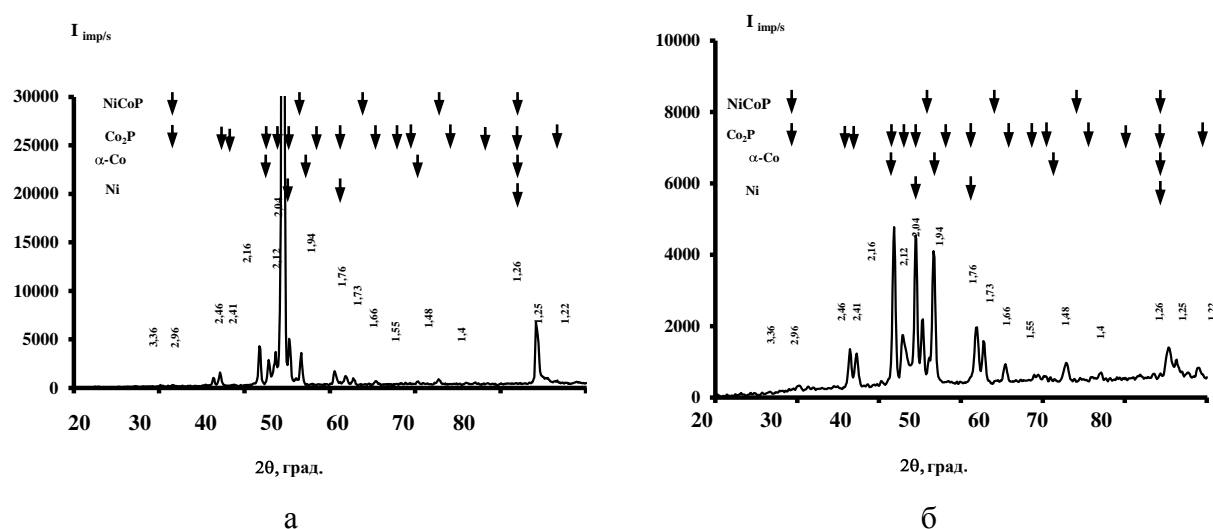 I imp/s
30000
25000
20000
15000
10000
5000
0
NiCoP
Co₂P
α-Co
Ni
3,36
2,96
2,46
2,41
2,16
2,12
2,04
1,94
1,76
1,73
1,66
1,55
1,48
1,4
1,26
1,25
1,22
20 30 40 50 60 70 80
2θ, град.
а
I imp/s
10000
8000
6000
4000
2000
0
NiCoP
Co₂P
α-Co
Ni
3,36
2,96
2,46
2,41
2,16
2,12
2,04
1,94
1,76
1,73
1,66
1,55
1,48
1,4
1,26
1,25
1,22
20 30 40 50 60 70 80
2θ, град.
б